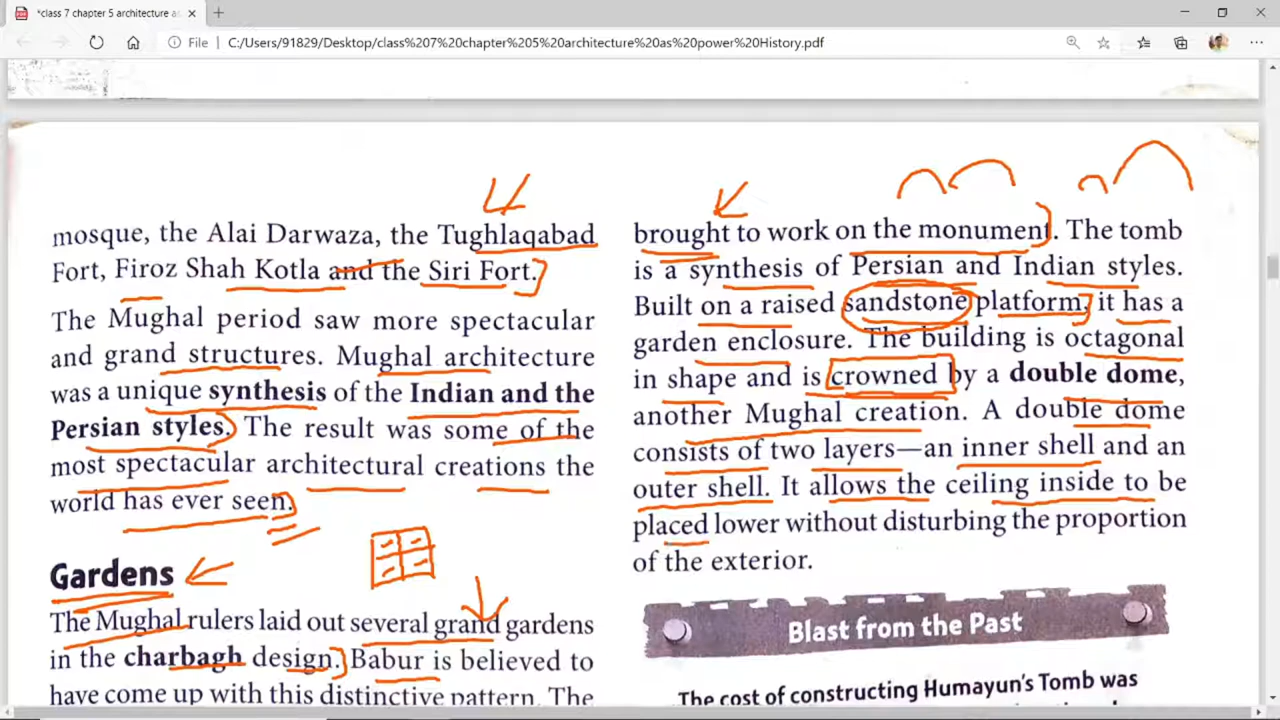 *class 7 chapter 5 architecture as
File
C:/Users/91829/Desktop/class%207%20chapter%205%20architecture%20as%20power%20History.pdf
mosque, the Alai Darwaza, the Tughlaqabad
Fort, Firoz Shah Kotla and the Siri Fort.
The Mughal period saw more spectacular
and grand structures. Mughal architecture
was a unique synthesis of the Indian and the
Persian styles. The result was some of the
most spectacular architectural creations the
world has ever seen.
Gardens
The Mughal rulers laid out several grand gardens
in the charbagh design. Babur is believed to
have come up with this distinctive pattern. The
brought to work on the monument. The tomb
is a synthesis of Persian and Indian styles.
Built on a raised sandstone platform, it has a
garden enclosure. The building is octagonal
in shape and is crowned by a double dome,
another Mughal creation. A double dome
consists of two layers—an inner shell and an
outer shell. It allows the ceiling inside to be
placed lower without disturbing the proportion
of the exterior.
Blast from the Past
The cost of constructing Humayun's Tomb was